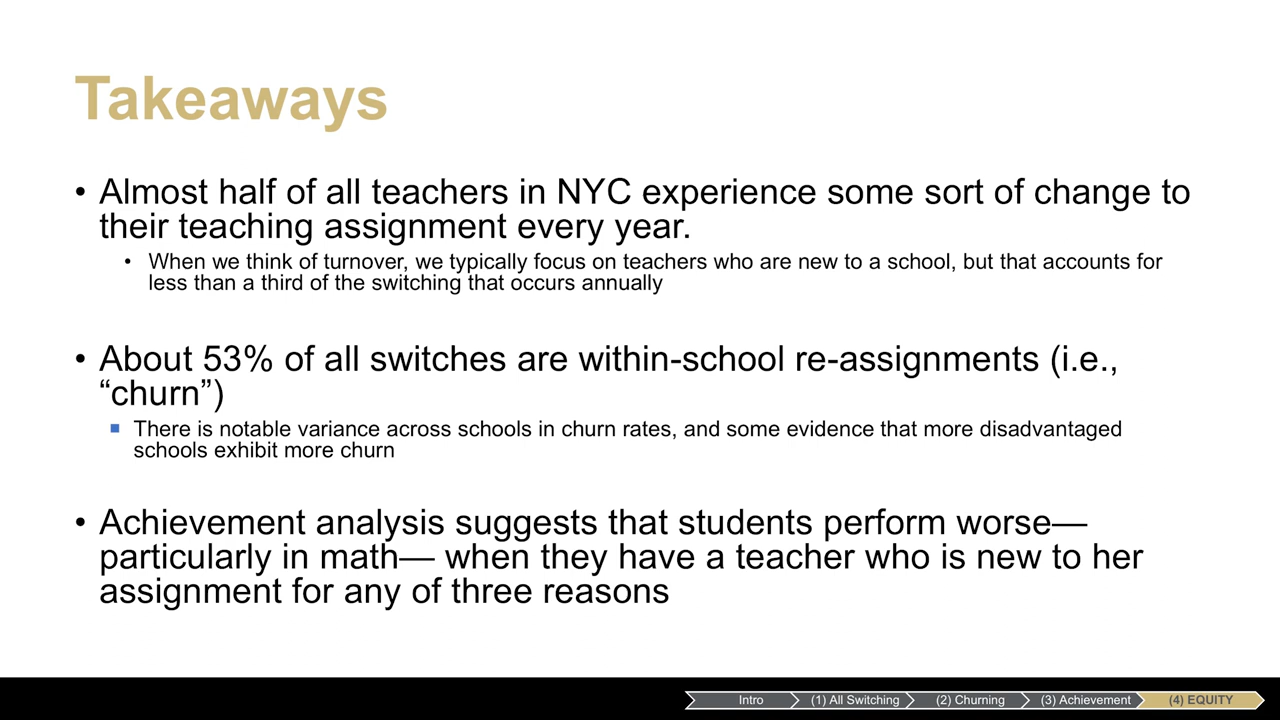 Takeaways
• Almost half of all teachers in NYC experience some sort of change to
their teaching assignment every year.
• When we think of turnover, we typically focus on teachers who are new to a school, but that accounts for
less than a third of the switching that occurs annually
• About 53% of all switches are within-school re-assignments (i.e.,
“churn”)
▪ There is notable variance across schools in churn rates, and some evidence that more disadvantaged
schools exhibit more churn
• Achievement analysis suggests that students perform worse—
particularly in math— when they have a teacher who is new to her
assignment for any of three reasons
Intro (1) All Switching (2) Churning (3) Achievement (4) EQUITY